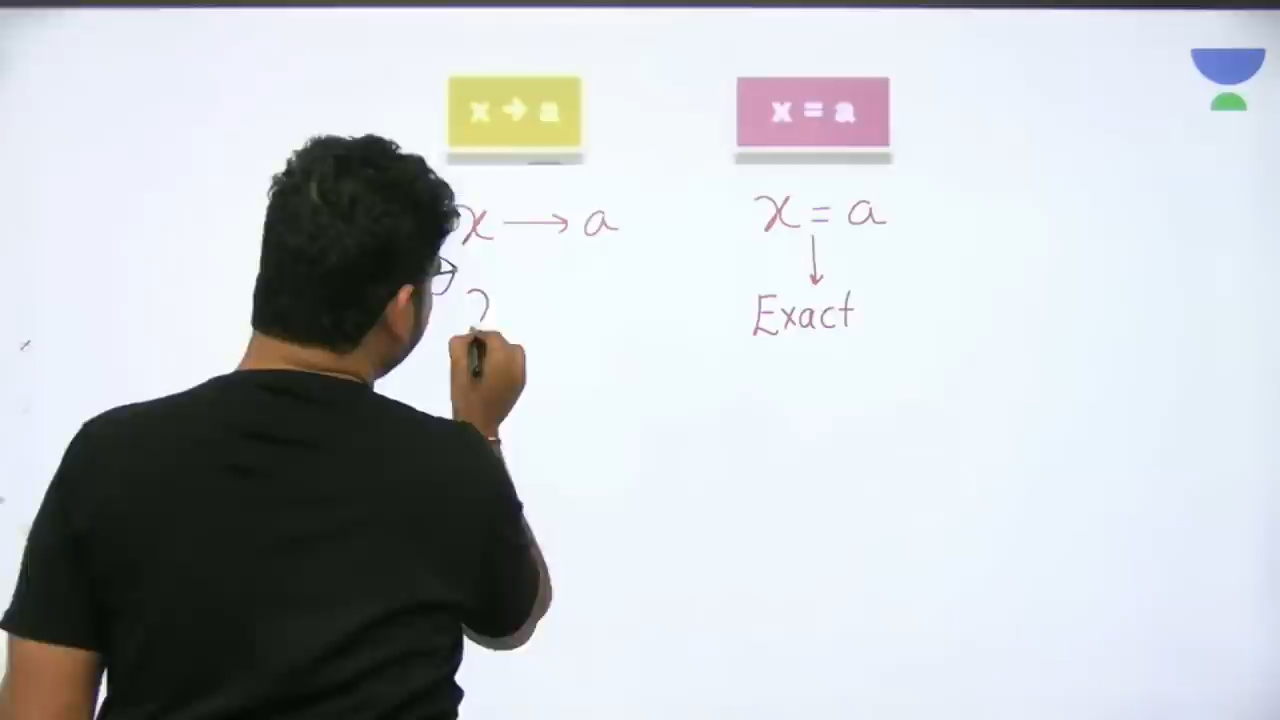 x → a x = a
x → a x = a
Exact